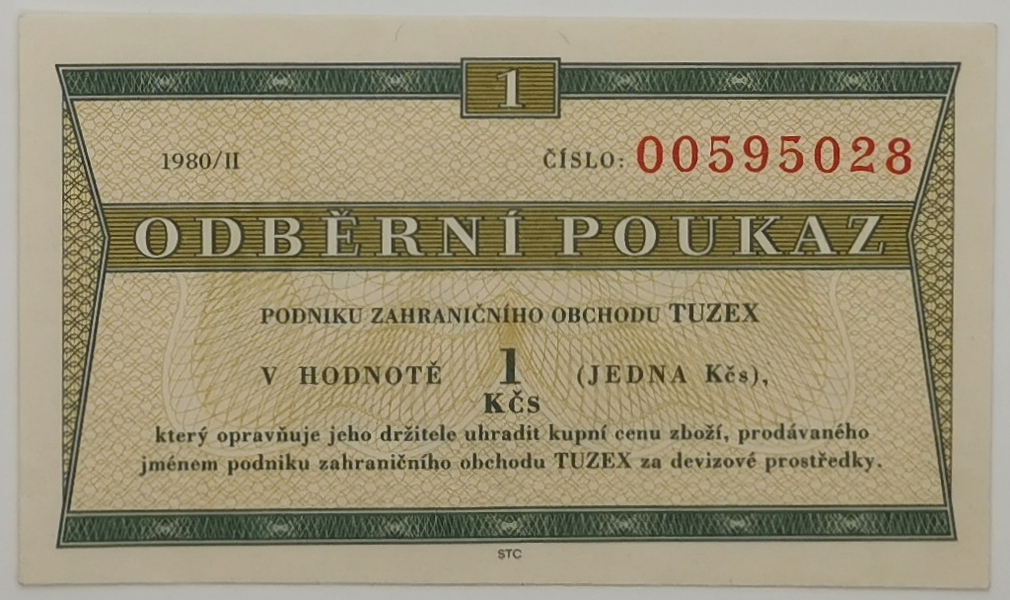 1
1980/II ČÍSLO: 00595028
ODBĚRNÍ POUKAZ
PODNIKU ZAHRANIČNÍHO OBCHODU TUZEX
V HODNOTĚ 1 (JEDNA Kčs),
KČS
který opravňuje jeho držitele uhradit kupní cenu zboží, prodávaného
jménem podniku zahraničního obchodu TUZEX za devizové prostředky.
STC